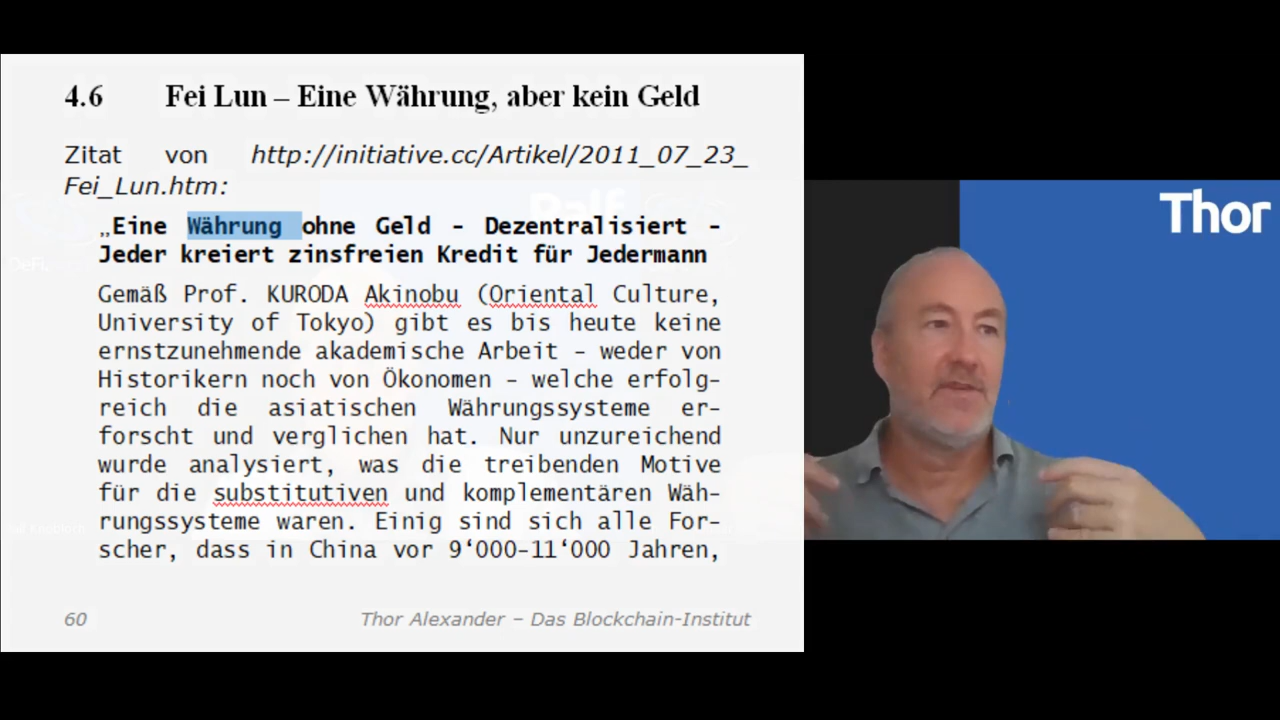 4.6 Fei Lun – Eine Währung, aber kein Geld
Zitat von http://initiative.cc/Artikel/2011_07_23_
Fei_Lun.htm:
„Eine Währung ohne Geld - Dezentralisiert -
Jeder kreiert zinsfreien Kredit für Jedermann
Gemäß Prof. KURODA Akinobu (Oriental Culture,
University of Tokyo) gibt es bis heute keine
ernstzunehmende akademische Arbeit - weder von
Historikern noch von Ökonomen - welche erfolg-
reich die asiatischen Währungssysteme er-
forscht und verglichen hat. Nur unzureichend
wurde analysiert, was die treibenden Motive
für die substitutiven und komplementären Wäh-
rungssysteme waren. Einig sind sich alle For-
scher, dass in China vor 9‘000-11‘000 Jahren,
60 Thor Alexander – Das Blockchain-Institut
Thor
Ralf
DeFi